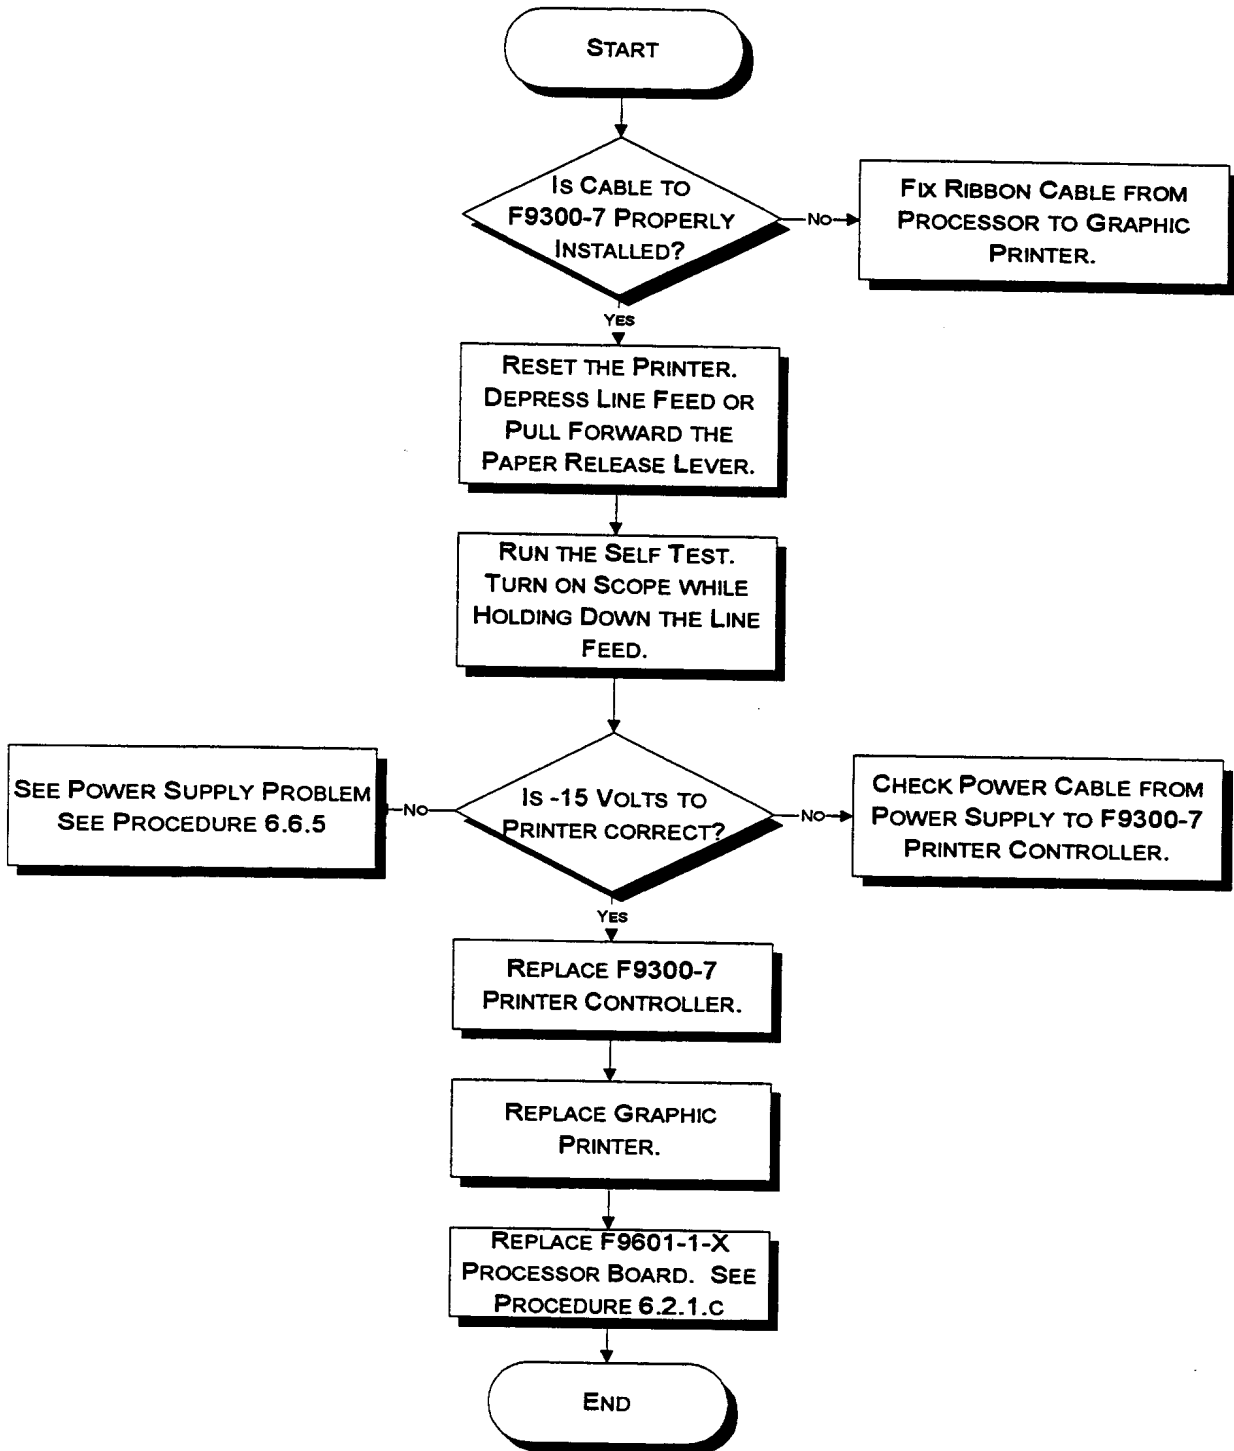 START
IS CABLE TO
F9300-7 PROPERLY
INSTALLED?
NO
FIX RIBBON CABLE FROM
PROCESSOR TO GRAPHIC
PRINTER.
YES
RESET THE PRINTER.
DEPRESS LINE FEED OR
PULL FORWARD THE
PAPER RELEASE LEVER.
RUN THE SELF TEST.
TURN ON SCOPE WHILE
HOLDING DOWN THE LINE
FEED.
SEE POWER SUPPLY PROBLEM
SEE PROCEDURE 6.6.5
NO
IS -15 VOLTS TO
PRINTER CORRECT?
NO
CHECK POWER CABLE FROM
POWER SUPPLY TO F9300-7
PRINTER CONTROLLER.
YES
REPLACE F9300-7
PRINTER CONTROLLER.
REPLACE GRAPHIC
PRINTER.
REPLACE F9601-1-X
PROCESSOR BOARD. SEE
PROCEDURE 6.2.1.C
END